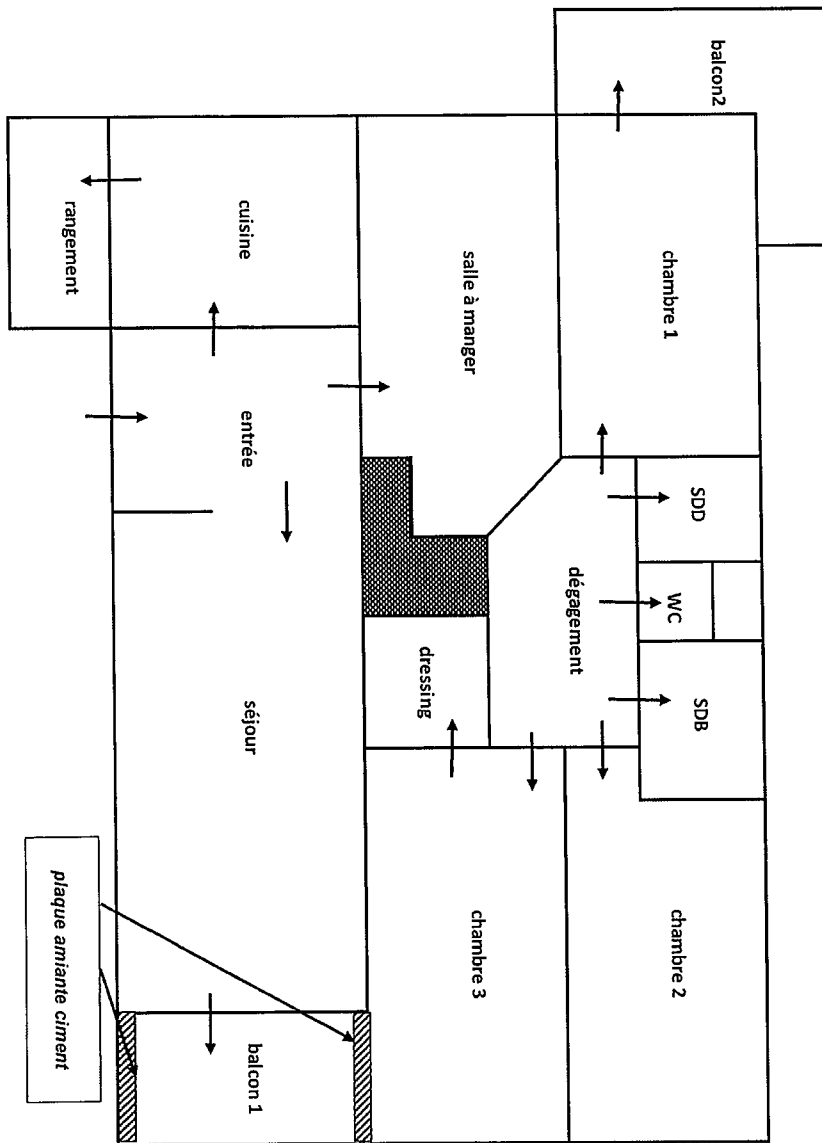 balcon2
chambre 1
SDD
WC
SDB
chambre 2
salle à manger
dégagement
dressing
chambre 3
cuisine
entrée
séjour
balcon 1
rangement
plaque amiante ciment